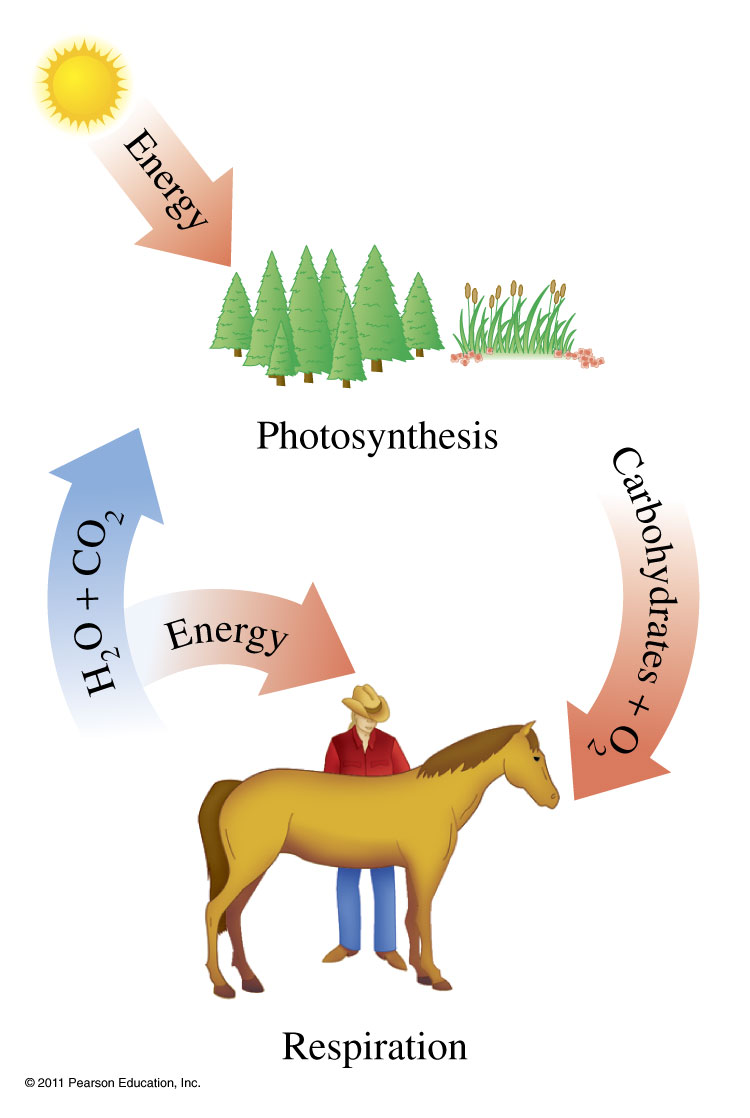 Energy
Photosynthesis
Carbohydrates + O₂
H₂O + CO₂
Energy
Respiration
© 2011 Pearson Education, Inc.